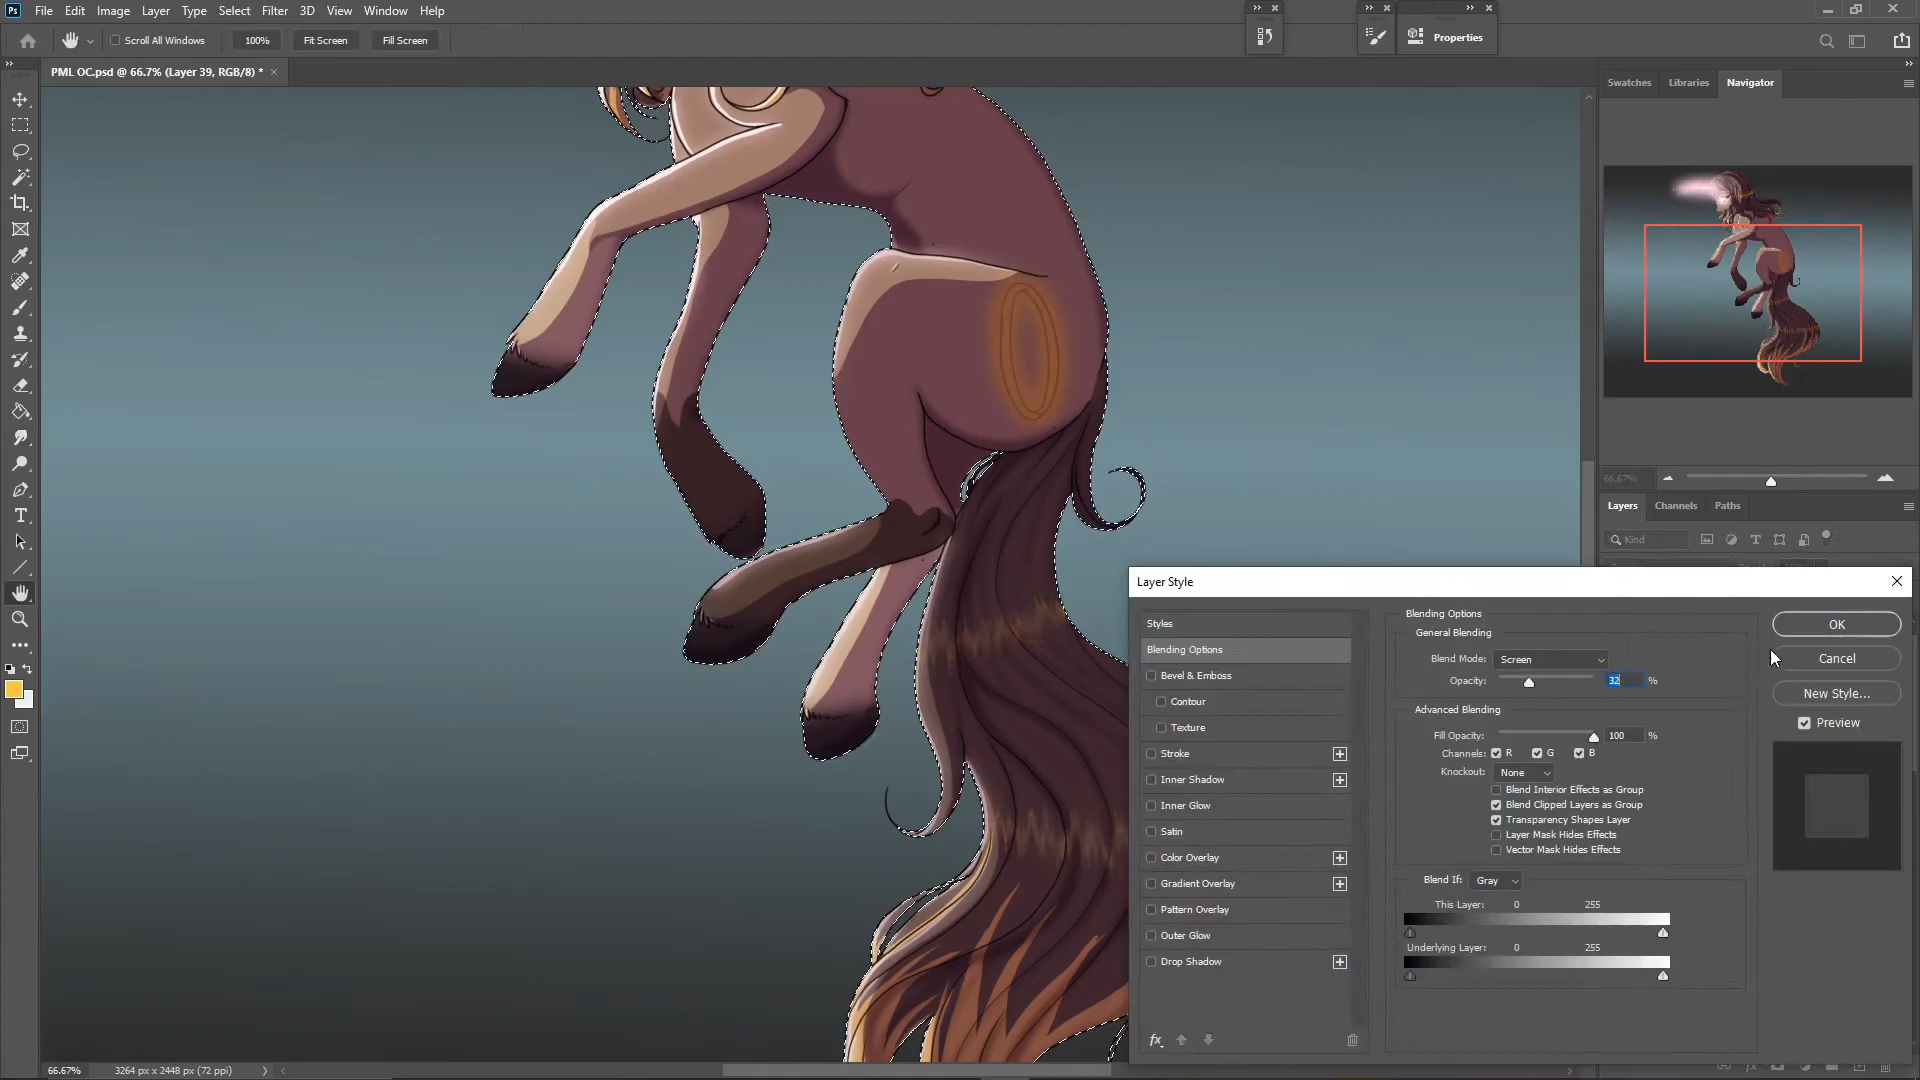 Ps File Edit Image Layer Type Select Filter 3D View Window Help
Scroll All Windows 100% Fit Screen Fill Screen
Properties
PML OC.psd @ 66.7% (Layer 39, RGB/8) *
Swatches Libraries Navigator
66.67%
Layers Channels Paths
Kind
Layer Style
Styles
Blending Options
Bevel & Emboss
Contour
Texture
Stroke
Inner Shadow
Inner Glow
Satin
Color Overlay
Gradient Overlay
Pattern Overlay
Outer Glow
Drop Shadow
fx
Blending Options
General Blending
Blend Mode: Screen
Opacity: 32 %
Advanced Blending
Fill Opacity: 100 %
Channels: R G B
Knockout: None
Blend Interior Effects as Group
Blend Clipped Layers as Group
Transparency Shapes Layer
Layer Mask Hides Effects
Vector Mask Hides Effects
Blend If: Gray
This Layer: 0 255
Underlying Layer: 0 255
OK
Cancel
New Style...
Preview
66.67% 3264 px x 2448 px (72 ppi)